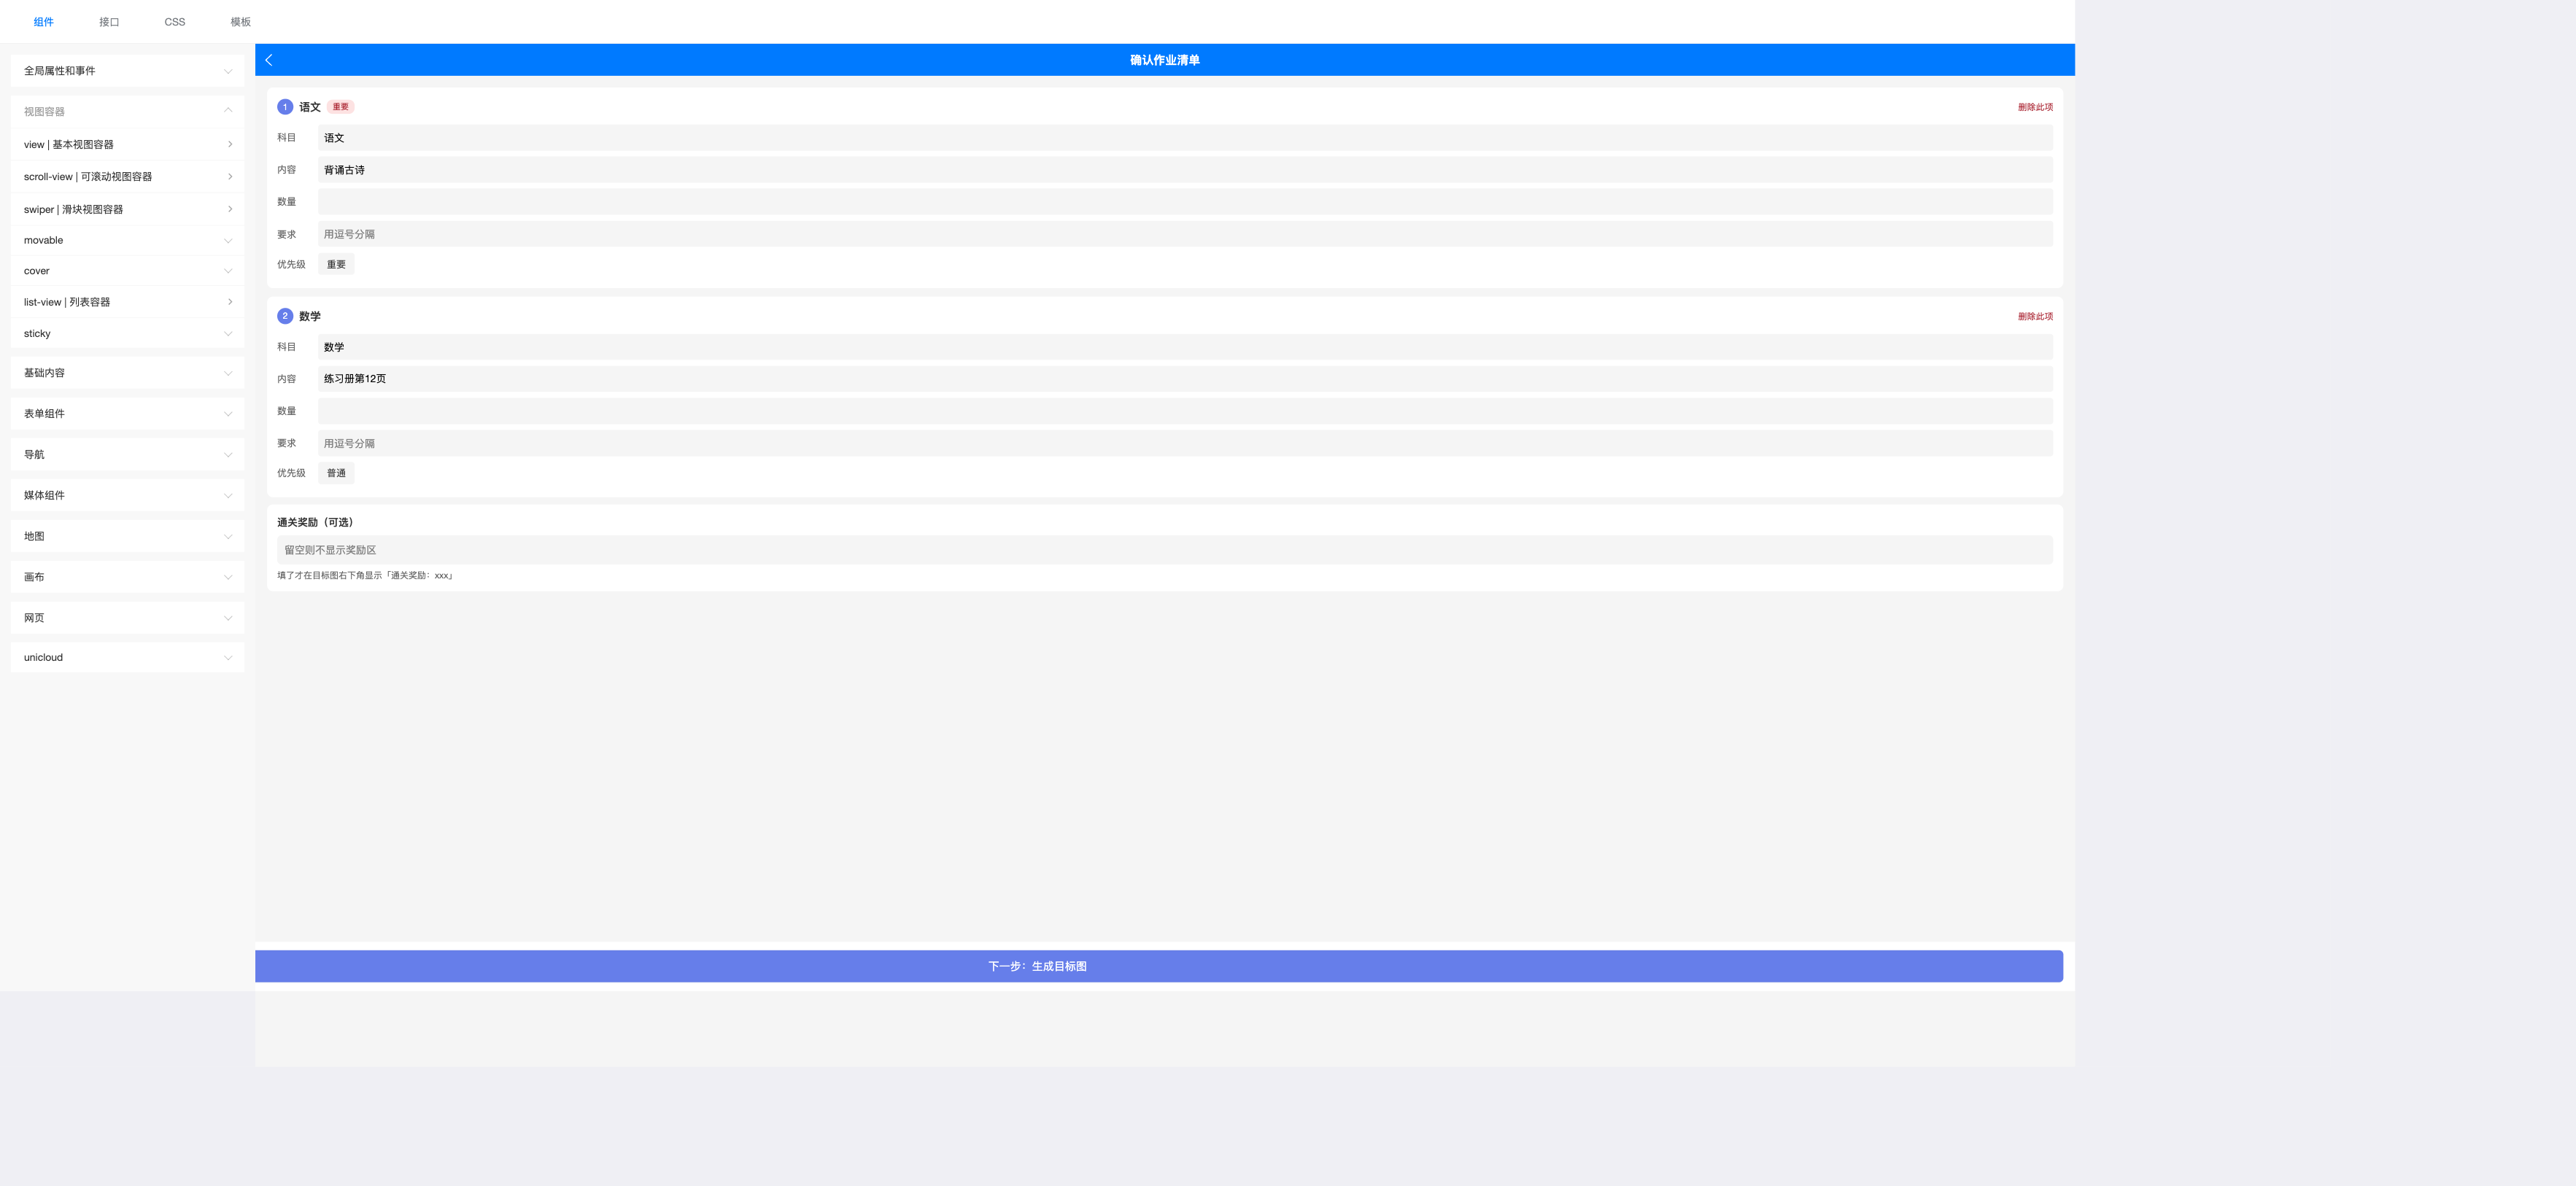 组件 接口 CSS 模板
全局属性和事件
视图容器
view | 基本视图容器
scroll-view | 可滚动视图容器
swiper | 滑块视图容器
movable
cover
list-view | 列表容器
sticky
基础内容
表单组件
导航
媒体组件
地图
画布
网页
unicloud
确认作业清单
1 语文 重要 删除此项
科目 语文
内容 背诵古诗
数量
要求 用逗号分隔
优先级 重要
2 数学 删除此项
科目 数学
内容 练习册第12页
数量
要求 用逗号分隔
优先级 普通
通关奖励（可选）
留空则不显示奖励区
填了才在目标图右下角显示「通关奖励：xxx」
下一步：生成目标图